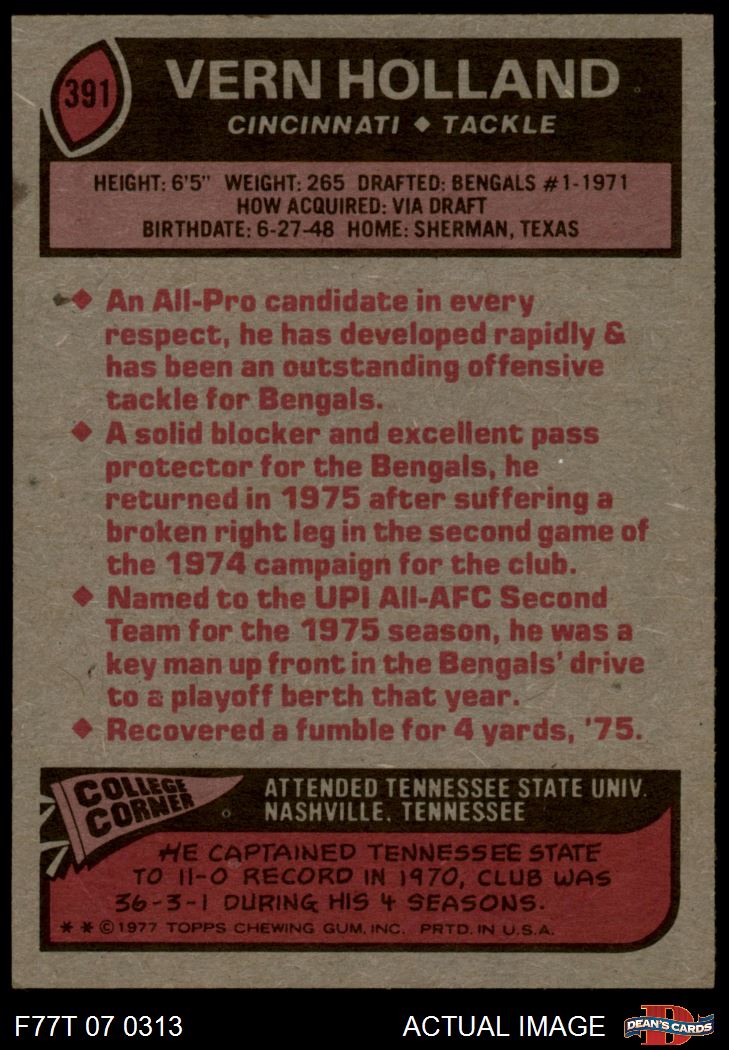 391
VERN HOLLAND
CINCINNATI ◆ TACKLE
HEIGHT: 6'5" WEIGHT: 265 DRAFTED: BENGALS #1-1971
HOW ACQUIRED: VIA DRAFT
BIRTHDATE: 6-27-48 HOME: SHERMAN, TEXAS
◆ An All-Pro candidate in every
respect, he has developed rapidly &
has been an outstanding offensive
tackle for Bengals.
◆ A solid blocker and excellent pass
protector for the Bengals, he
returned in 1975 after suffering a
broken right leg in the second game of
the 1974 campaign for the club.
◆ Named to the UPI All-AFC Second
Team for the 1975 season, he was a
key man up front in the Bengals' drive
to a playoff berth that year.
◆ Recovered a fumble for 4 yards, '75.
COLLEGE
CORNER
ATTENDED TENNESSEE STATE UNIV.
NASHVILLE, TENNESSEE
HE CAPTAINED TENNESSEE STATE
TO 11-0 RECORD IN 1970, CLUB WAS
36-3-1 DURING HIS 4 SEASONS.
* * © 1977 TOPPS CHEWING GUM, INC. PRTD. IN U.S.A.
F77T 07 0313
ACTUAL IMAGE
D
DEAN'S CARDS